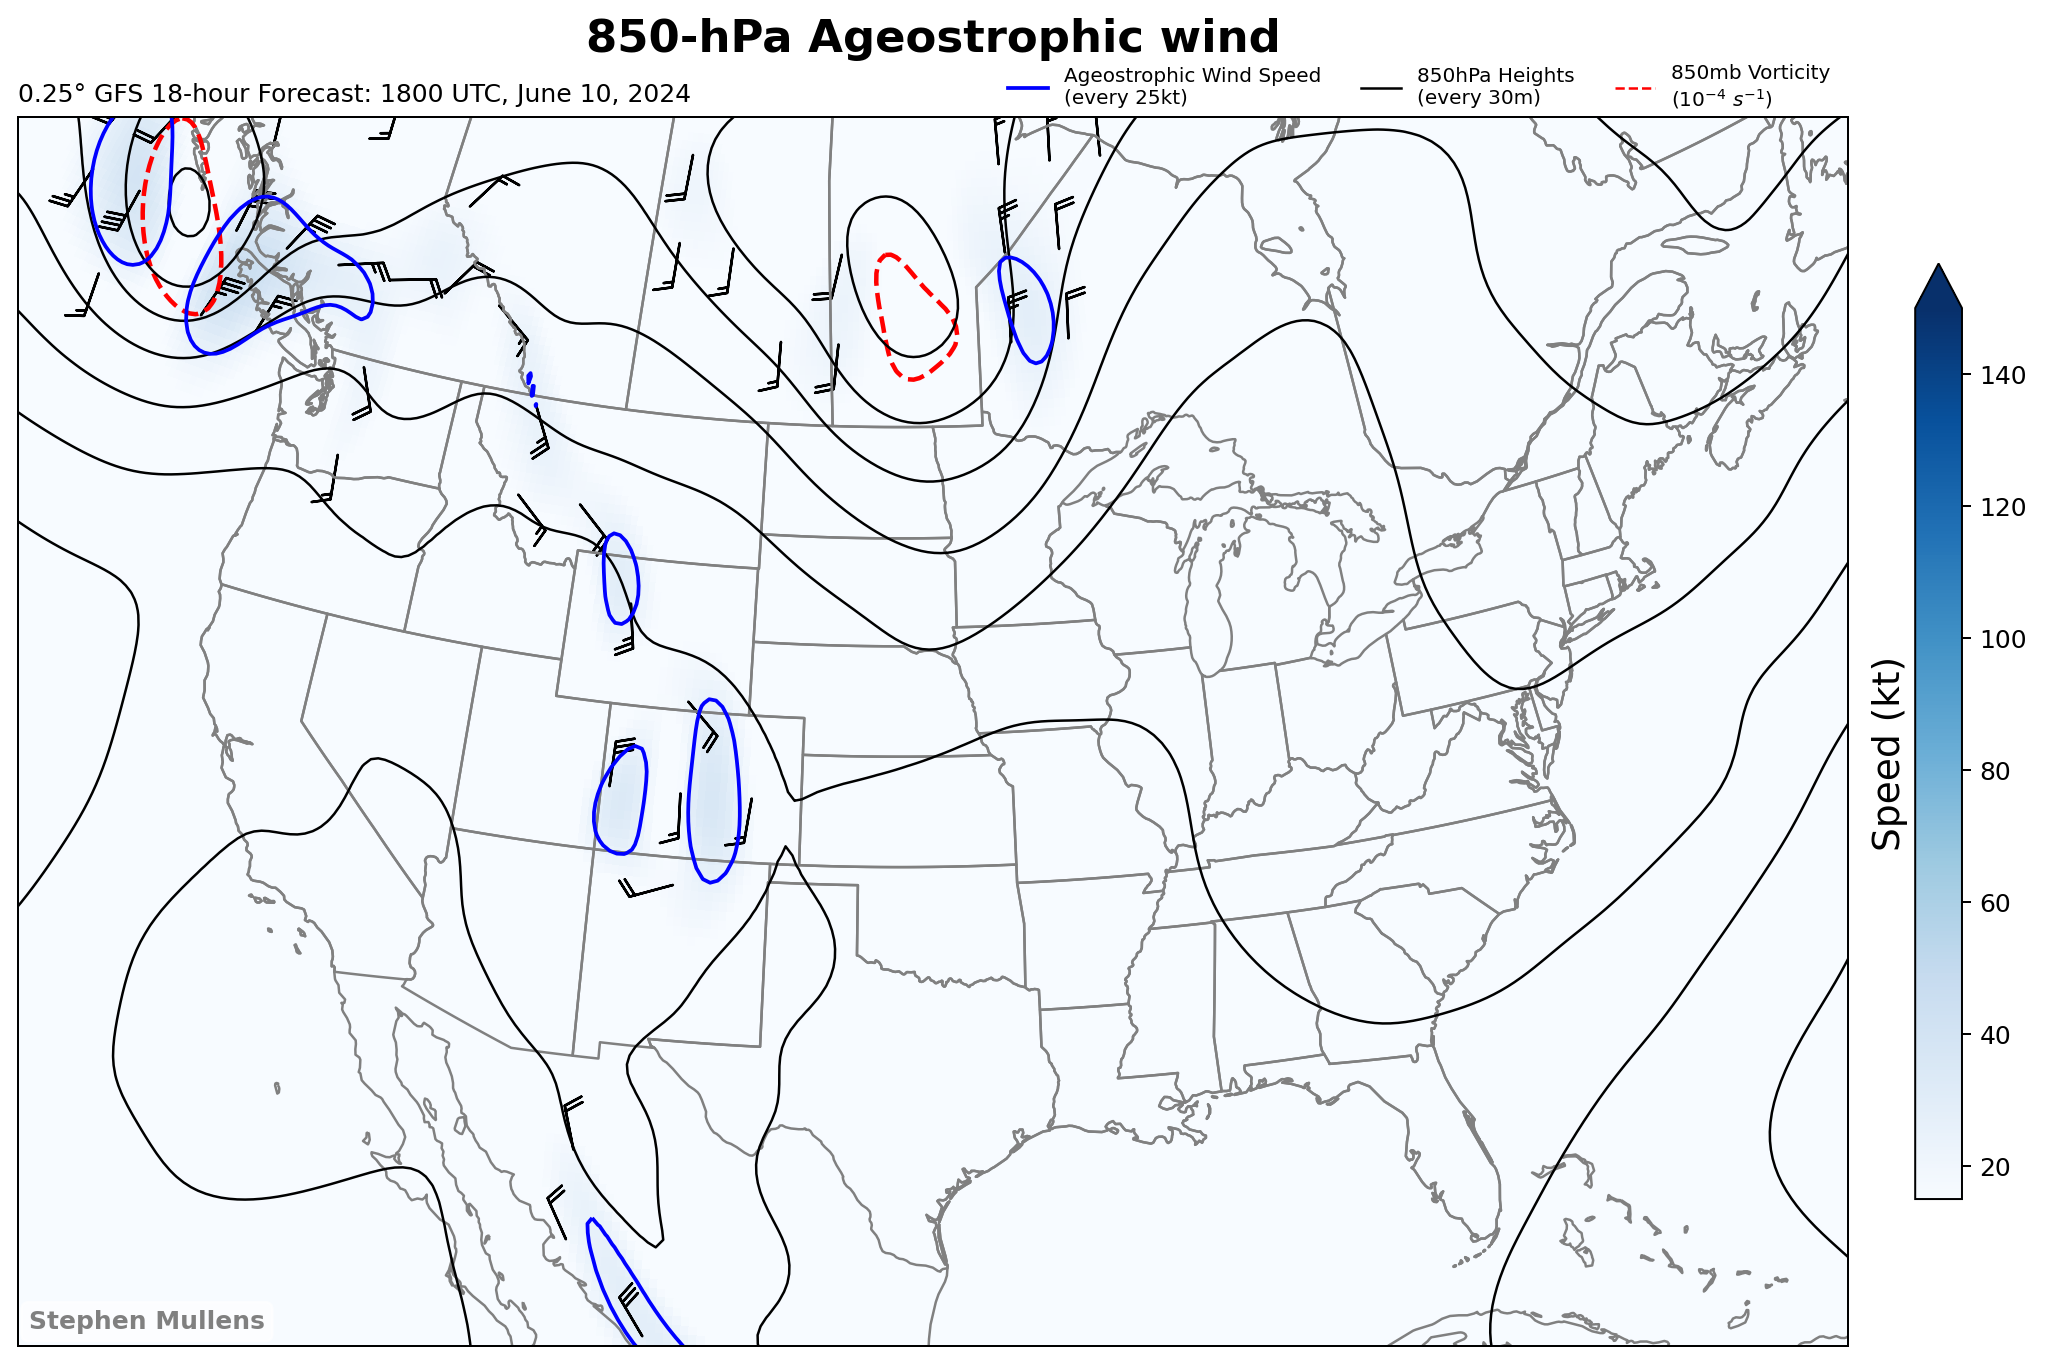 850-hPa Ageostrophic wind
0.25° GFS 18-hour Forecast: 1800 UTC, June 10, 2024
Ageostrophic Wind Speed
(every 25kt)
850hPa Heights
(every 30m)
850mb Vorticity
(10⁻⁴ s⁻¹)
140
120
100
80
60
40
20
Speed (kt)
Stephen Mullens